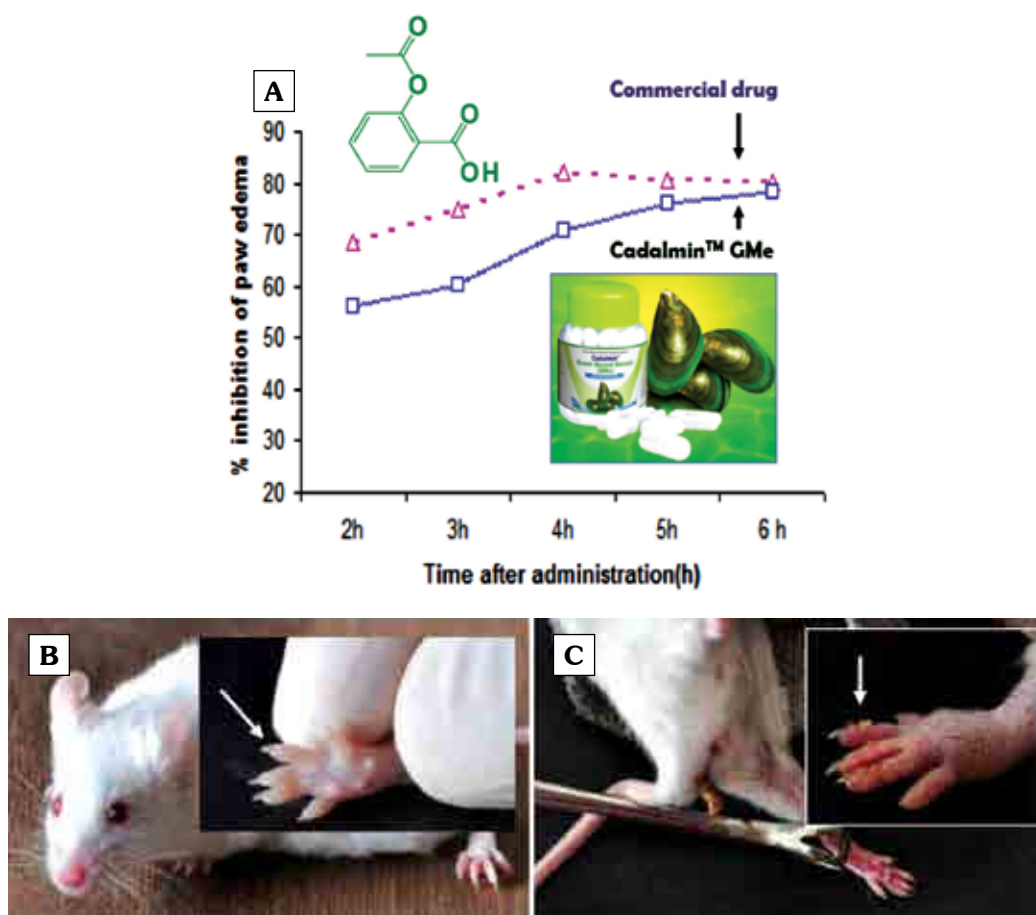 A
O
O
O
OH
Commercial drug
90
80
70
60
50
40
30
20
% inhibition of paw edema
Cadalmin™ GMe
Cadalmin
2h 3h 4h 5h 6 h
Time after administration(h)
B
C